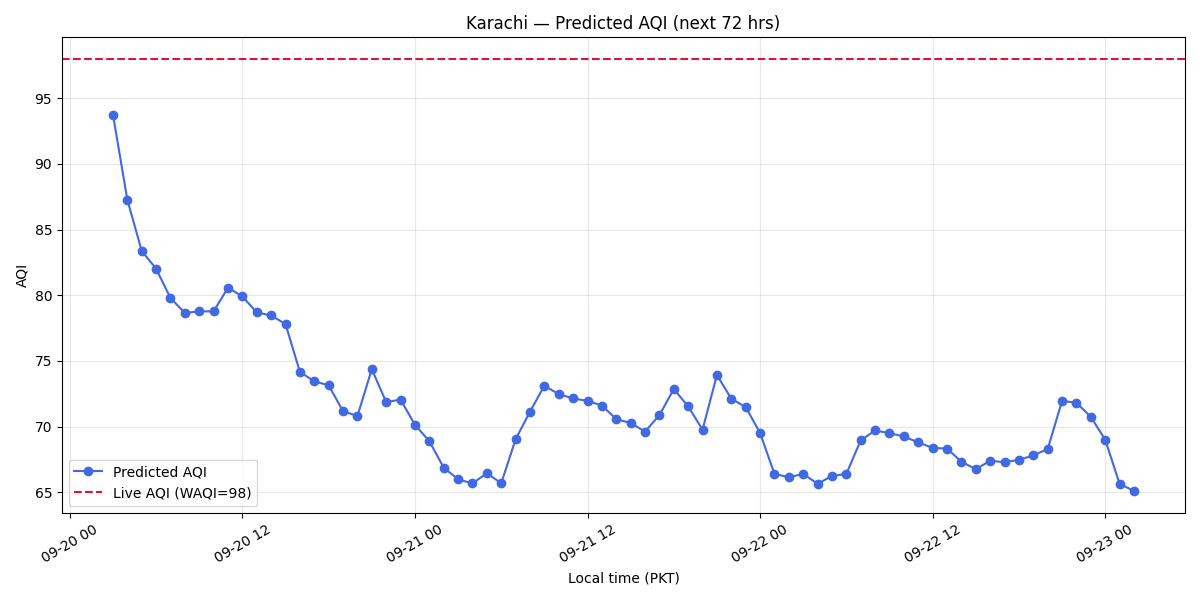 Karachi — Predicted AQI (next 72 hrs)
AQI
95
90
85
80
75
70
65
Predicted AQI
Live AQI (WAQI=98)
09-20 00
09-20 12
09-21 00
09-21 12
09-22 00
09-22 12
09-23 00
Local time (PKT)